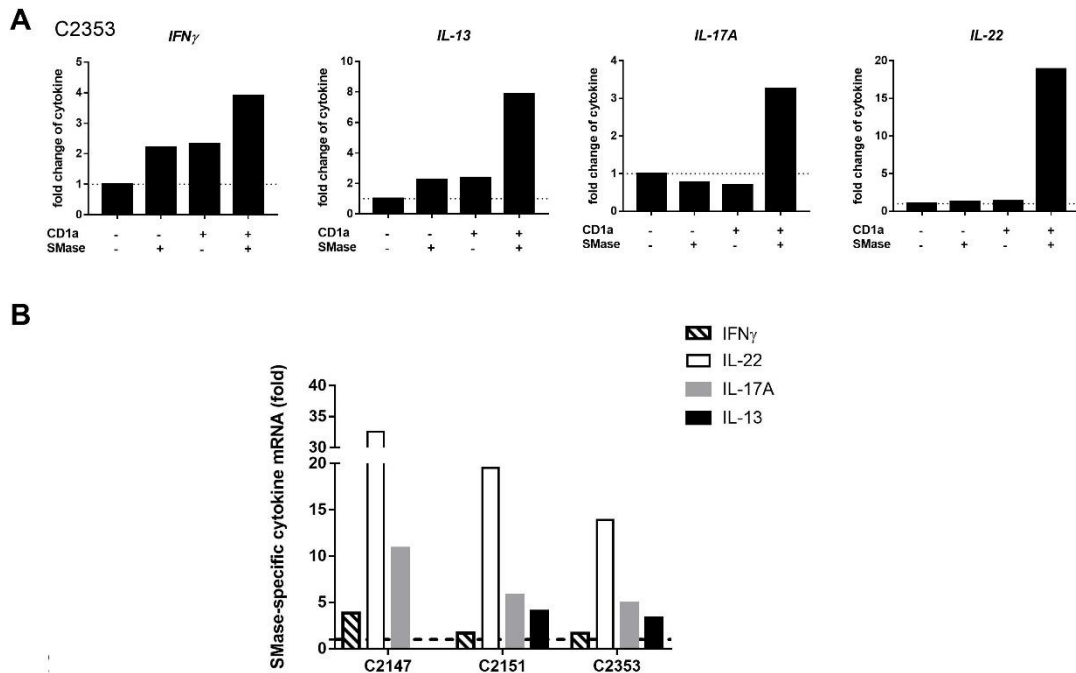 A
C2353
IFNγ
fold change of cytokine
5
4
3
2
1
0
CD1a - - + +
SMase - + - +
IL-13
fold change of cytokine
10
8
6
4
2
0
- - + +
- + - +
IL-17A
fold change of cytokine
4
3
2
1
0
CD1a - - + +
SMase - + - +
IL-22
fold change of cytokine
20
15
10
5
0
CD1a - - + +
SMase - + - +
B
IFNγ
IL-22
IL-17A
IL-13
SMase-specific cytokine mRNA (fold)
40
35
30
20
15
10
5
0
C2147 C2151 C2353